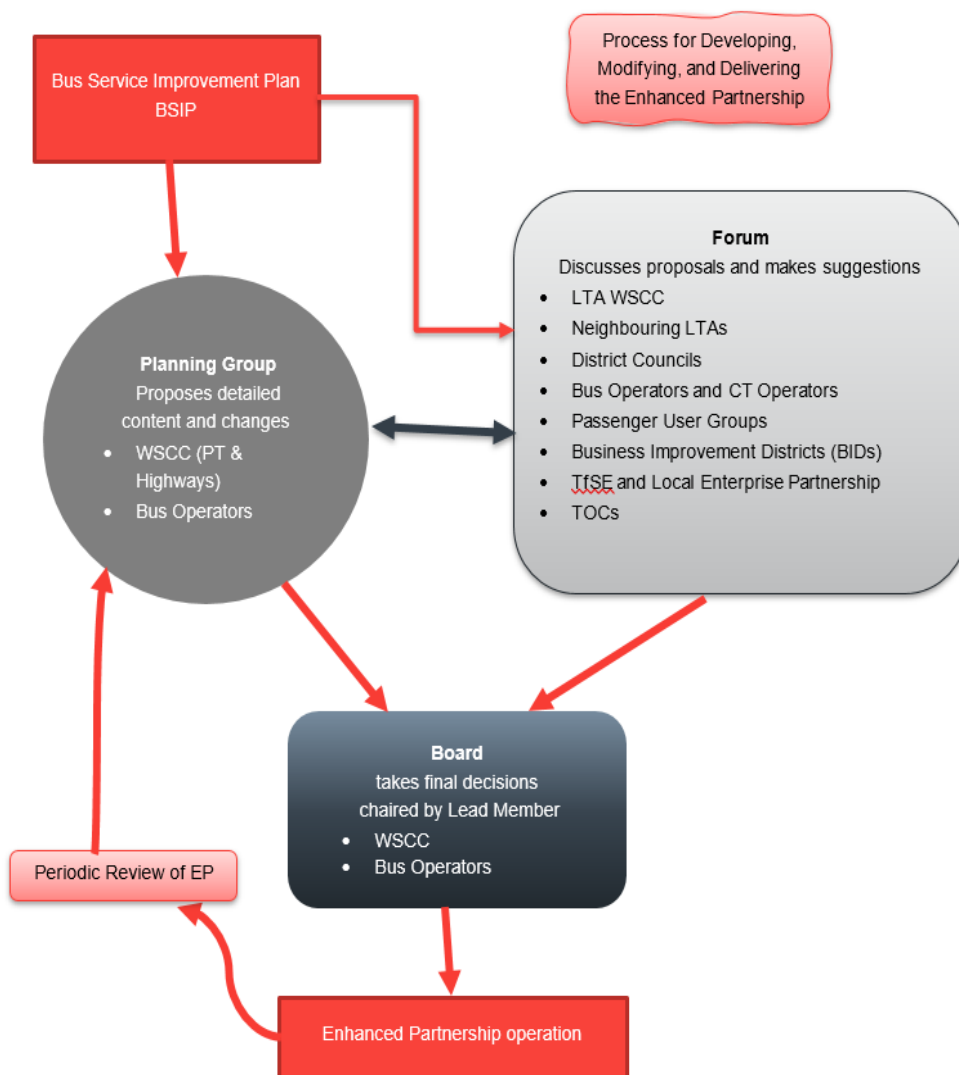 Bus Service Improvement Plan
BSIP
Process for Developing,
Modifying, and Delivering
the Enhanced Partnership
Forum
Discusses proposals and makes suggestions
• LTA WSCC
• Neighbouring LTAs
• District Councils
• Bus Operators and CT Operators
• Passenger User Groups
• Business Improvement Districts (BIDs)
• TfSE and Local Enterprise Partnership
• TOCs
Planning Group
Proposes detailed
content and changes
• WSCC (PT &
Highways)
• Bus Operators
Board
takes final decisions
chaired by Lead Member
• WSCC
• Bus Operators
Periodic Review of EP
Enhanced Partnership operation